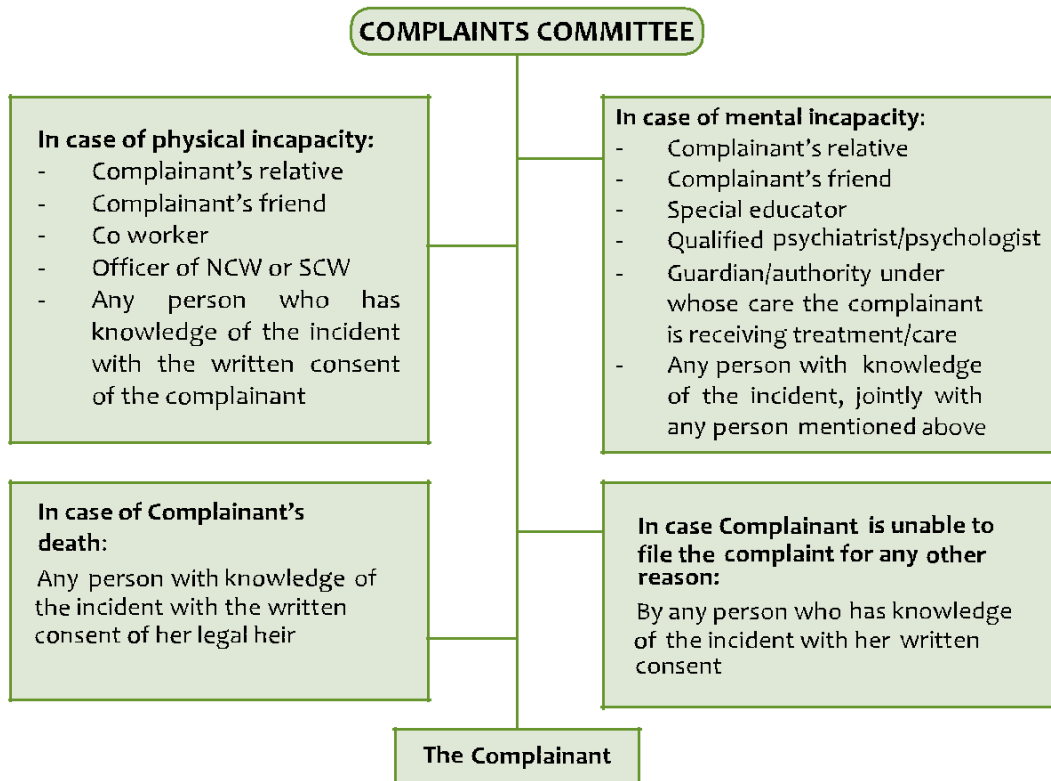 COMPLAINTS COMMITTEE
In case of physical incapacity:
- Complainant’s relative
- Complainant’s friend
- Co worker
- Officer of NCW or SCW
- Any person who has
knowledge of the incident
with the written consent
of the complainant
In case of mental incapacity:
- Complainant’s relative
- Complainant’s friend
- Special educator
- Qualified psychiatrist/psychologist
- Guardian/authority under
whose care the complainant
is receiving treatment/care
- Any person with knowledge
of the incident, jointly with
any person mentioned above
In case of Complainant’s
death:
Any person with knowledge of
the incident with the written
consent of her legal heir
In case Complainant is unable to
file the complaint for any other
reason:
By any person who has knowledge
of the incident with her written
consent
The Complainant